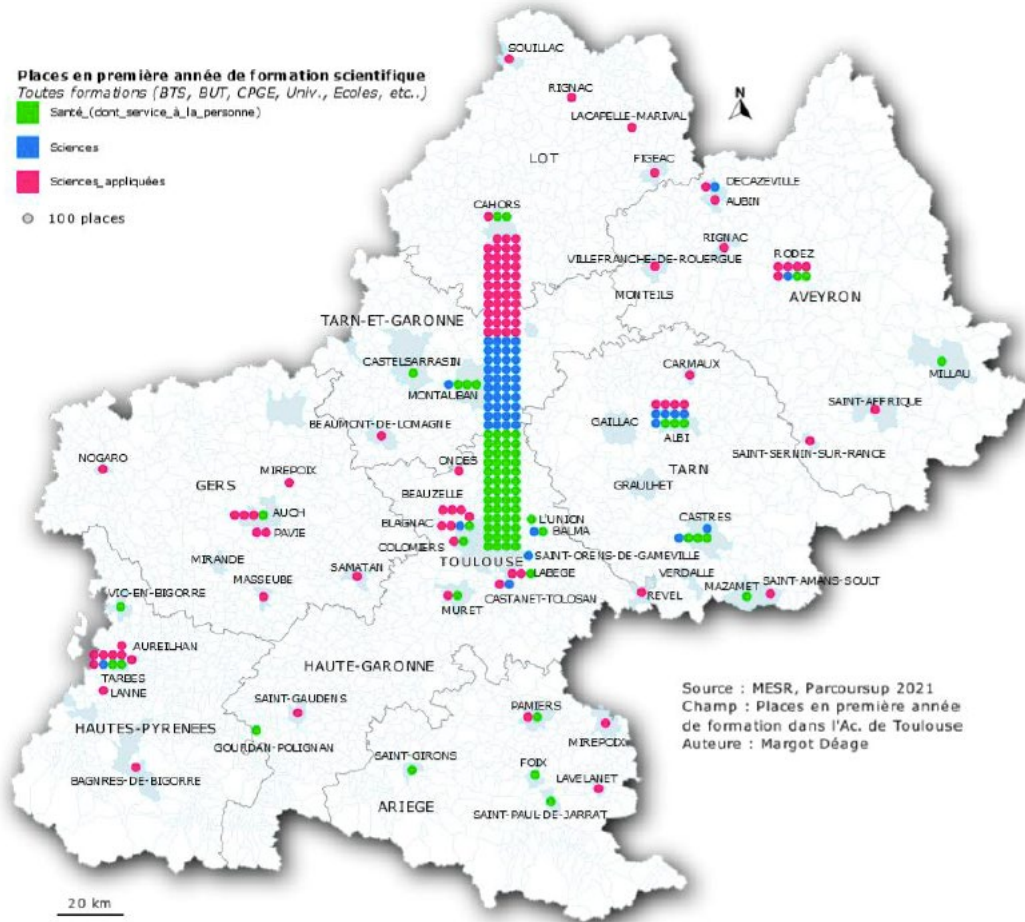 Places en première année de formation scientifique
Toutes formations (BTS, BUT, CPGE, Univ., Ecoles, etc..)
Santé_(dont_service_à_la_personne)
Sciences
Sciences_appliquées
100 places
N
SOUILLAC
RIGNAC
LACAPELLE-MARIVAL
LOT
FIGEAC
DECAZEVILLE
AUBIN
CAHORS
RIGNAC
RODEZ
VILLEFRANCHE-DE-ROUERGUE
MONTEILS
AVEYRON
TARN-ET-GARONNE
CASTELSARRASIN
MONTAUBAN
CARMAUX
MILLAU
SAINT-AFFRIQUE
BEAUMONT-DE-LOMAGNE
GAILLAC
ALBI
SAINT-SERNIN-SUR-RANCE
NOGARO
MIREPOIX
ONDES
TARN
GERS
GRAULHET
BEAUZELLE
AUCH
BLAGNAC
L'UNION
CASTRES
PAVIE
BALMA
COLOMIERS
MIRANDE
TOULOUSE
SAINT-ORENS-DE-GAMEVILLE
SAMATAN
LABEGE
VERDALLE
MASSEUBE
VIC-EN-BIGORRE
CASTANET-TOLOSAN
REVEL
MAZAMET
SAINT-AMANS-SOULT
MURET
AUREILHAN
HAUTE-GARONNE
TARBES
LANNE
SAINT-GAUDENS
PAMIERS
HAUTES-PYRENEES
MIREPOIX
GOURDAN-POLIGNAN
SAINT-GIRONS
FOIX
BAGNRES-DE-BIGORRE
LAVELANET
ARIEGE
SAINT-PAUL-DE-JARRAT
Source : MESR, Parcoursup 2021
Champ : Places en première année
de formation dans l'Ac. de Toulouse
Auteure : Margot Déage
20 km